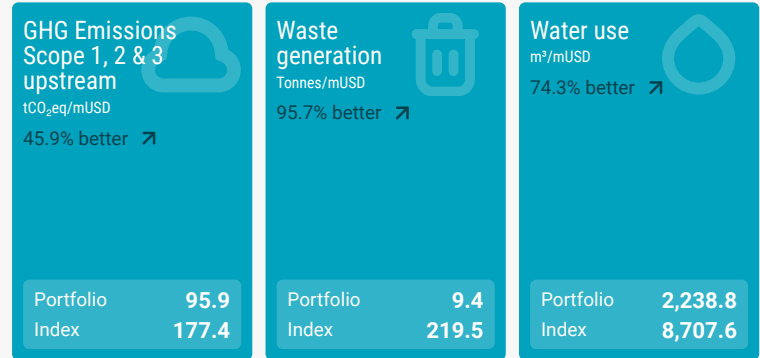 GHG Emissions
Scope 1, 2 & 3
upstream
tCO₂eq/mUSD
45.9% better
Portfolio 95.9
Index 177.4
Waste
generation
Tonnes/mUSD
95.7% better
Portfolio 9.4
Index 219.5
Water use
m³/mUSD
74.3% better
Portfolio 2,238.8
Index 8,707.6